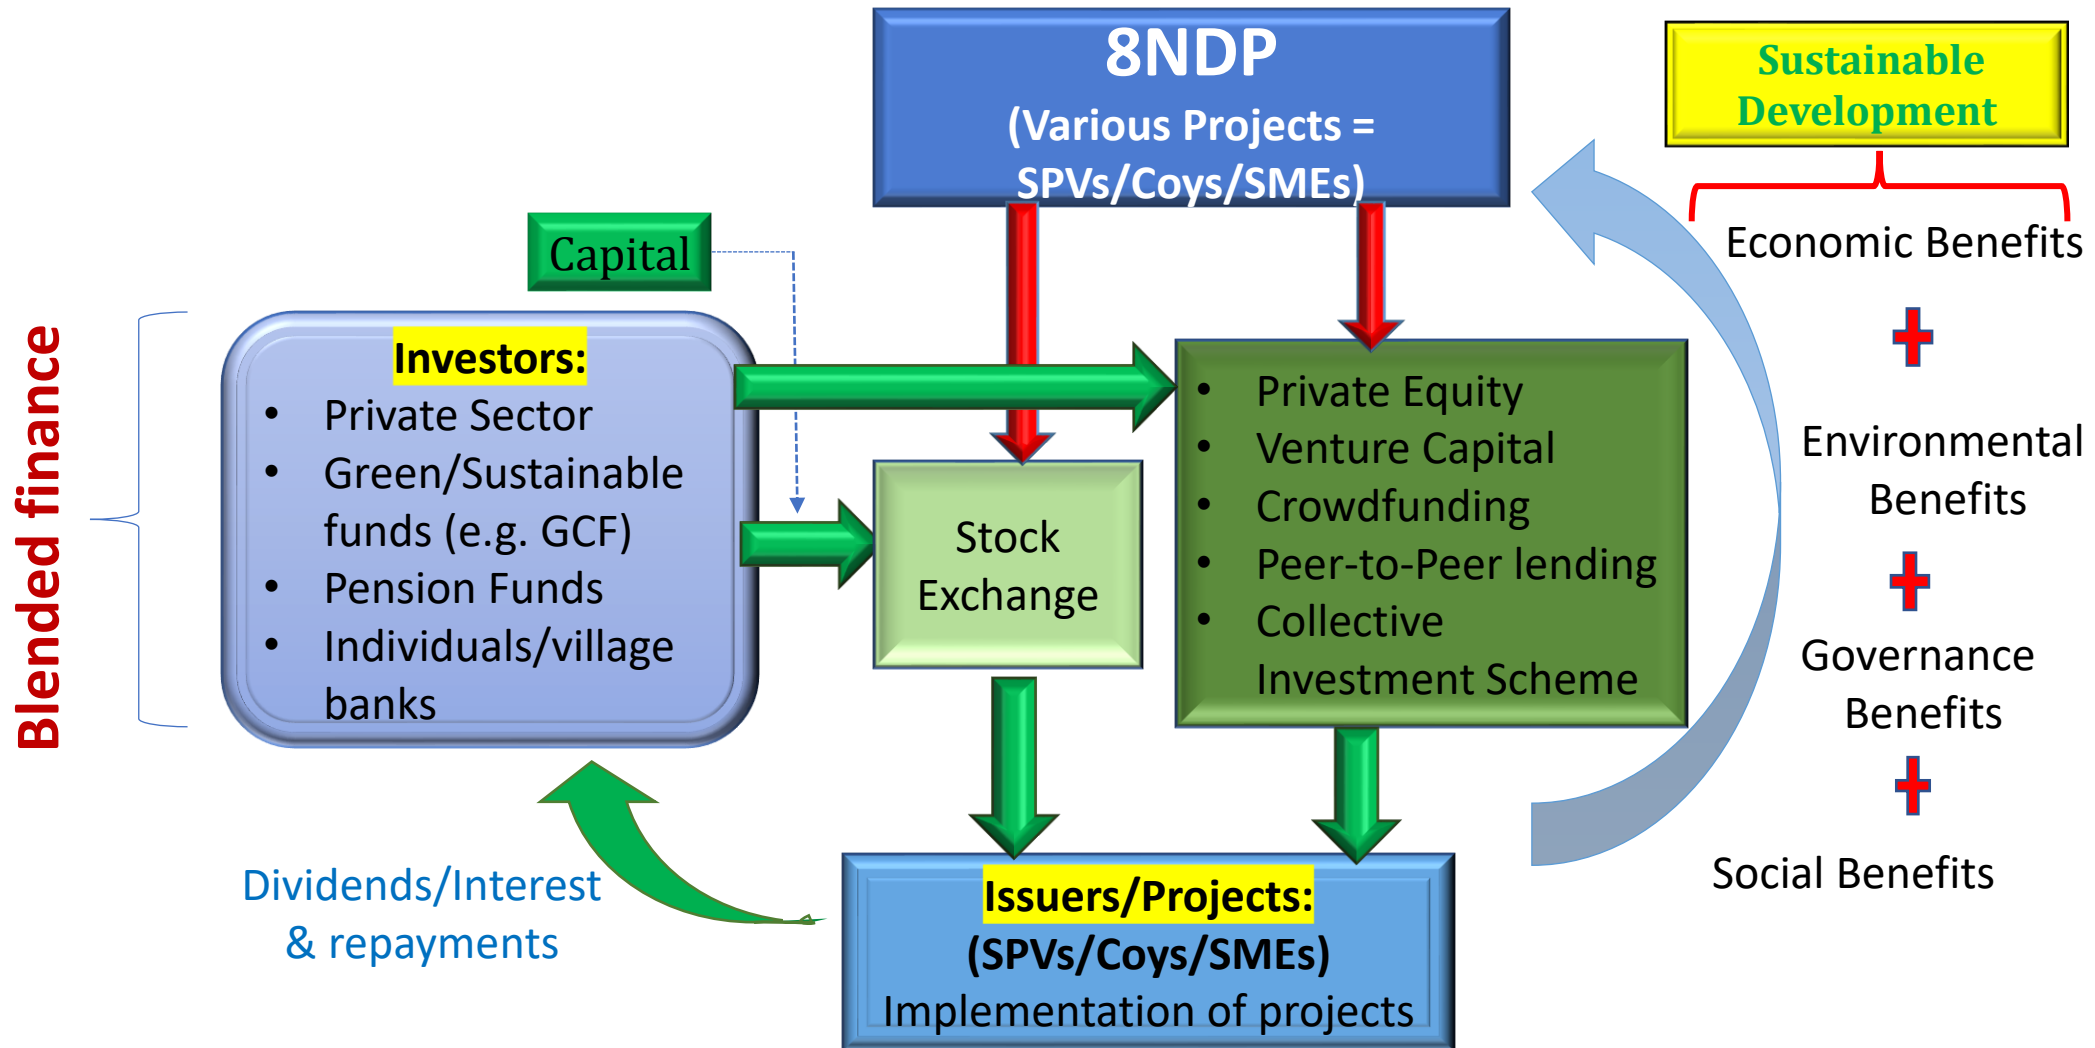 8NDP
(Various Projects =
SPVs/Coys/SMEs)
Sustainable
Development
Capital
Blended finance
Investors:
• Private Sector
• Green/Sustainable
funds (e.g. GCF)
• Pension Funds
• Individuals/village
banks
Stock
Exchange
• Private Equity
• Venture Capital
• Crowdfunding
• Peer-to-Peer lending
• Collective
Investment Scheme
Economic Benefits
Environmental
Benefits
Governance
Benefits
Social Benefits
Dividends/Interest
& repayments
Issuers/Projects:
(SPVs/Coys/SMEs)
Implementation of projects